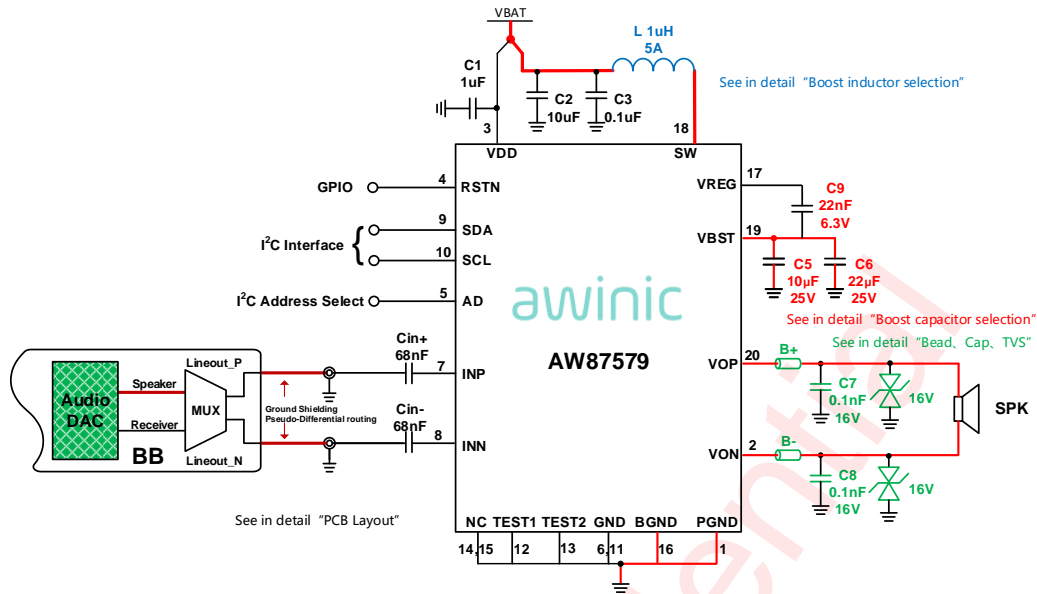 VBAT
L 1uH
5A
C1
1uF
C2
10uF
C3
0.1uF
See in detail “Boost inductor selection”
3
18
VDD
SW
GPIO
4
RSTN
VREG
17
C9
22nF
6.3V
I²C Interface
{
9
SDA
10
SCL
VBST
19
C5
10μF
25V
C6
22μF
25V
I²C Address Select
5
AD
awinic
AW87579
See in detail “Boost capacitor selection”
See in detail “Bead、Cap、TVS”
Lineout_P
Speaker
Audio
DAC
MUX
Receiver
BB
Lineout_N
Ground Shielding
Pseudo-Differential routing
Cin+
68nF
7
INP
Cin-
68nF
8
INN
VOP
20
B+
C7
0.1nF
16V
16V
SPK
VON
2
B-
C8
0.1nF
16V
16V
See in detail “PCB Layout”
NC TEST1 TEST2 GND BGND PGND
14,15 12 13 6,11 16 1